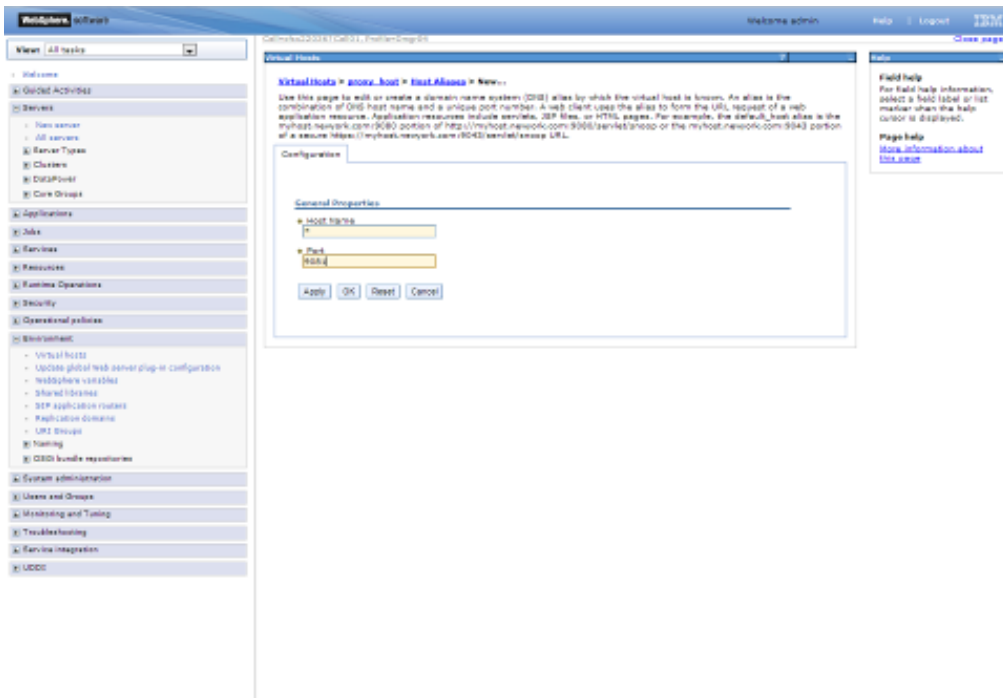 WebSphere. software
Welcome admin
Help | Logout
IBM
View: All tasks
Close page
Welcome
Guided Activities
Servers
New server
All servers
Server Types
Clusters
DataPower
Core Groups
Applications
Jobs
Services
Resources
Runtime Operations
Security
Operational policies
Environment
Virtual hosts
Update global Web server plug-in configuration
WebSphere variables
Shared libraries
SIP application routers
Replication domains
URI Groups
Naming
OSGi bundle repositories
System administration
Users and Groups
Monitoring and Tuning
Troubleshooting
Service integration
UDDI
Virtual Hosts
?
-
Virtual Hosts > proxy_host > Host Aliases > New...
Use this page to edit or create a domain name system (DNS) alias by which the virtual host is known. An alias is the
combination of DNS host name and a unique port number. A web client uses the alias to form the URL request of a web
application resource. Application resources include servlets, JSP files, or HTML pages. For example, the default_host alias is the
myhost.newyork.com:9080 portion of http://myhost.newyork.com:9080/servlet/snoop or the myhost.newyork.com:9043 portion
of a secure https://myhost.newyork.com:9043/servlet/snoop URL.
Configuration
General Properties
* Host Name
*
* Port
Apply
OK
Reset
Cancel
Help
-
Field help
For field help information,
select a field label or list
marker when the help
cursor is displayed.
Page help
More information about
this page